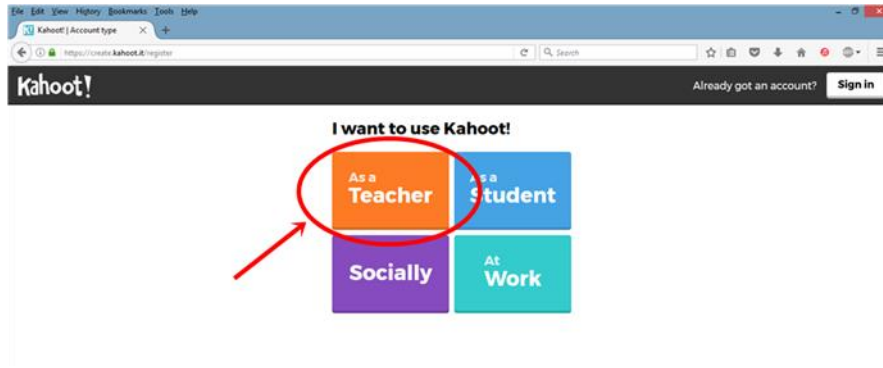 File Edit View History Bookmarks Tools Help
Kahoot! | Account type
https://create.kahoot.it/register
Search
Kahoot!
Already got an account?
Sign in
I want to use Kahoot!
As a
Teacher
As a
Student
Socially
At
Work